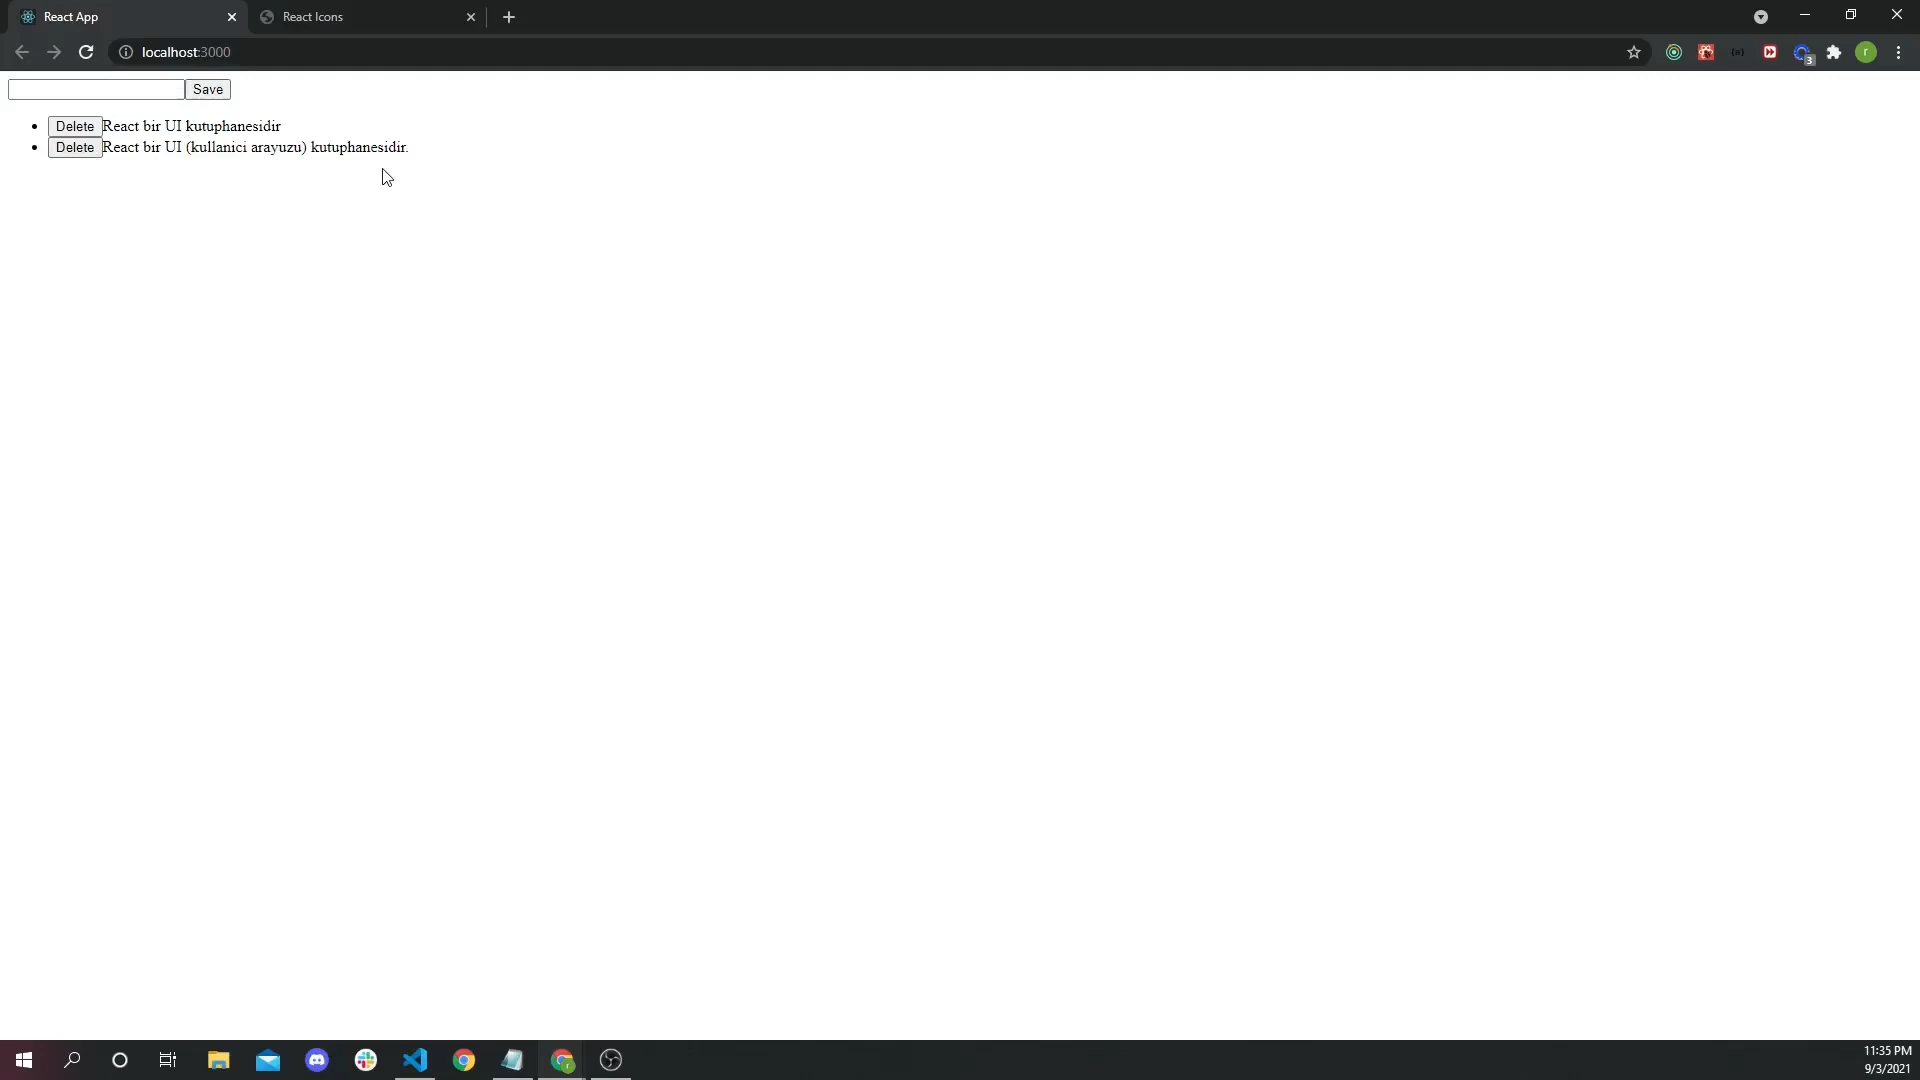 React App
React Icons
localhost:3000
r
3
Save
Delete React bir UI kutuphanesidir
Delete React bir UI (kullanici arayuzu) kutuphanesidir.
r
11:35 PM
9/3/2021